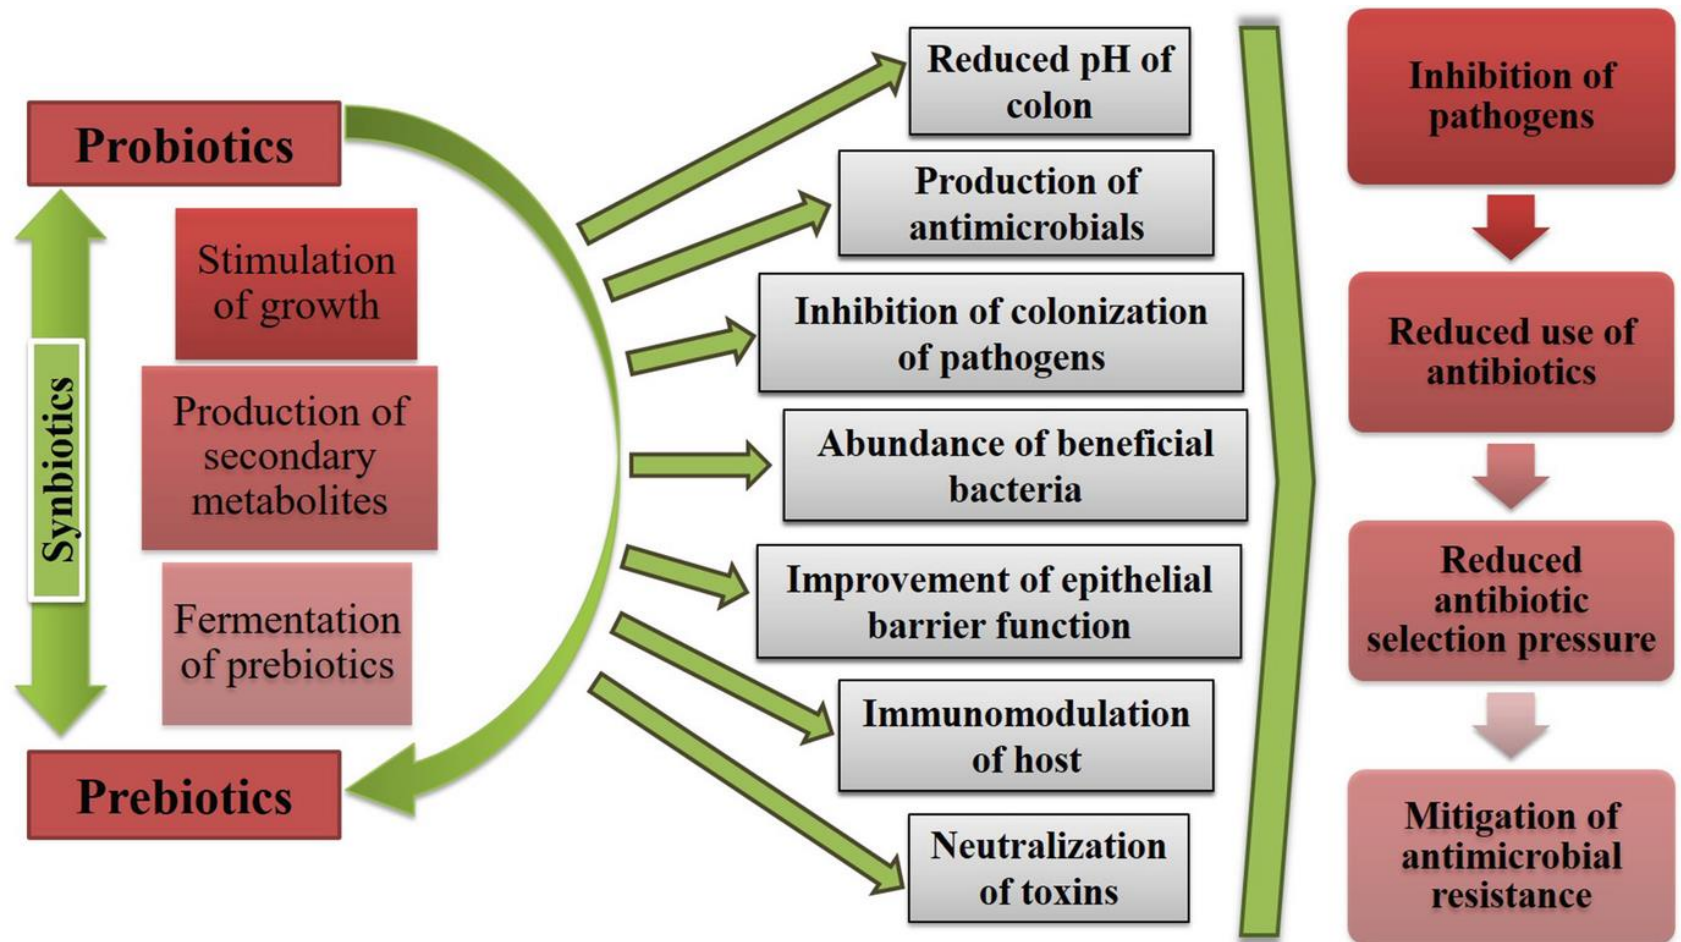 Probiotics
Stimulation
of growth
Production of
secondary
metabolites
Fermentation
of prebiotics
Synbiotics
Prebiotics
Reduced pH of
colon
Production of
antimicrobials
Inhibition of colonization
of pathogens
Abundance of beneficial
bacteria
Improvement of epithelial
barrier function
Immunomodulation
of host
Neutralization
of toxins
Inhibition of
pathogens
Reduced use of
antibiotics
Reduced
antibiotic
selection pressure
Mitigation of
antimicrobial
resistance